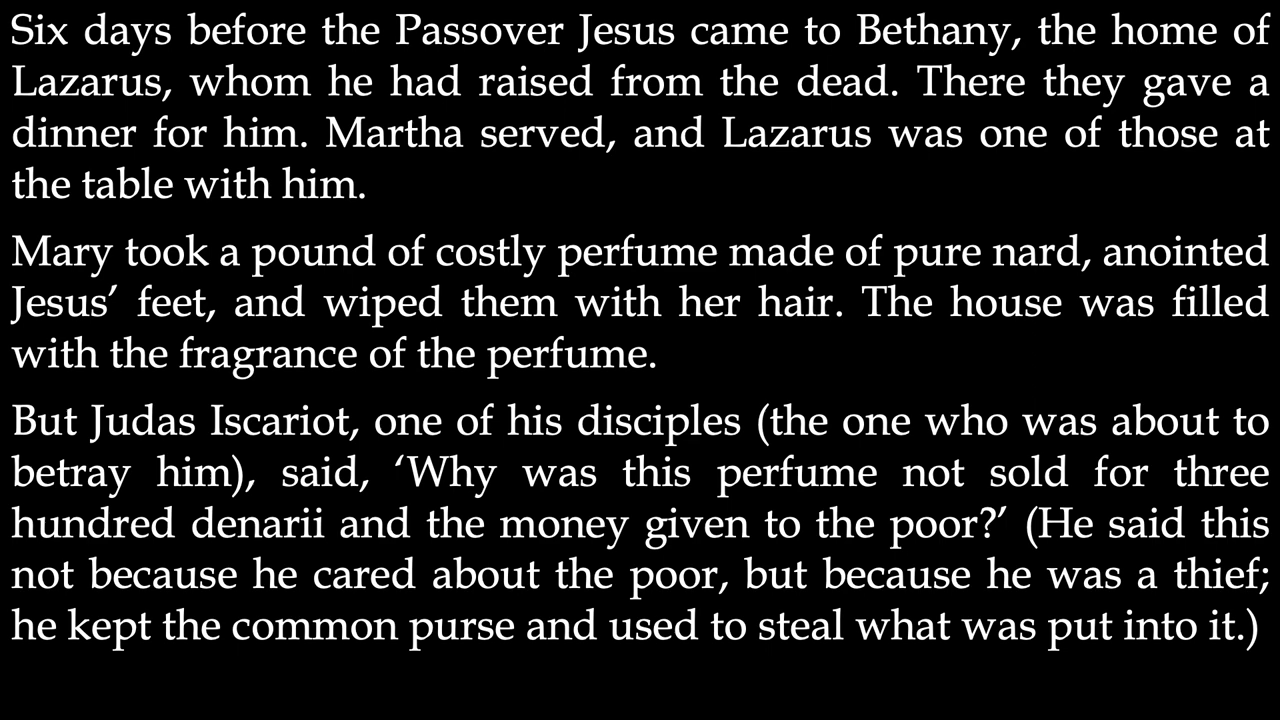 Six days before the Passover Jesus came to Bethany, the home of
Lazarus, whom he had raised from the dead. There they gave a
dinner for him. Martha served, and Lazarus was one of those at
the table with him.
Mary took a pound of costly perfume made of pure nard, anointed
Jesus’ feet, and wiped them with her hair. The house was filled
with the fragrance of the perfume.
But Judas Iscariot, one of his disciples (the one who was about to
betray him), said, ‘Why was this perfume not sold for three
hundred denarii and the money given to the poor?’ (He said this
not because he cared about the poor, but because he was a thief;
he kept the common purse and used to steal what was put into it.)